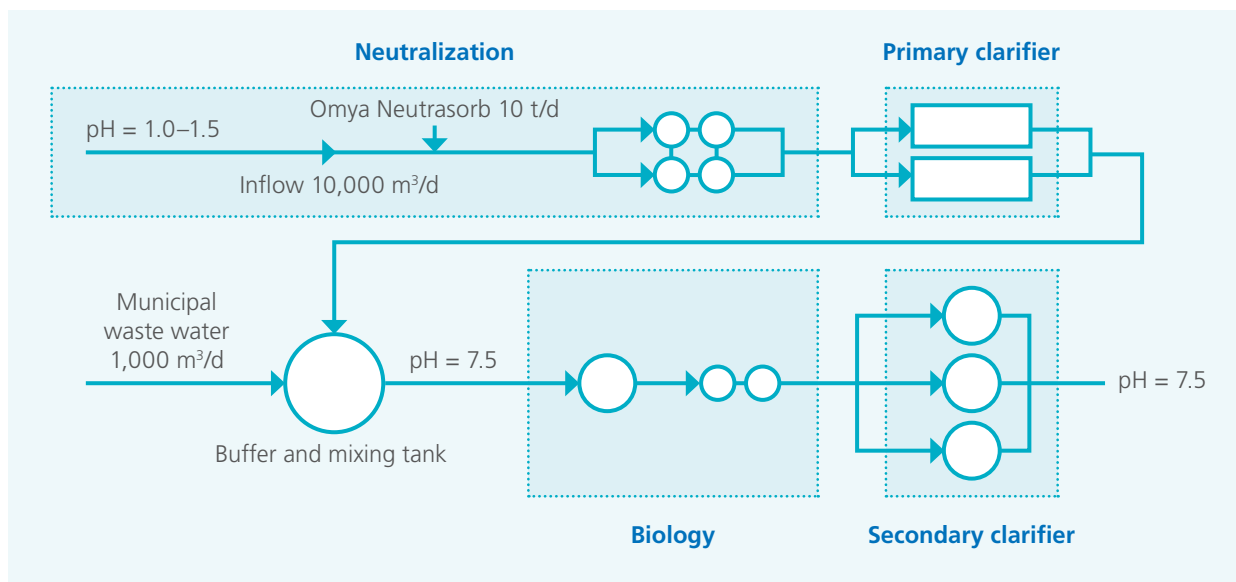 Neutralization
Primary clarifier
Omya Neutrasorb 10 t/d
pH = 1.0–1.5
Inflow 10,000 m³/d
Municipal
waste water
1,000 m³/d
pH = 7.5
pH = 7.5
Buffer and mixing tank
Biology
Secondary clarifier